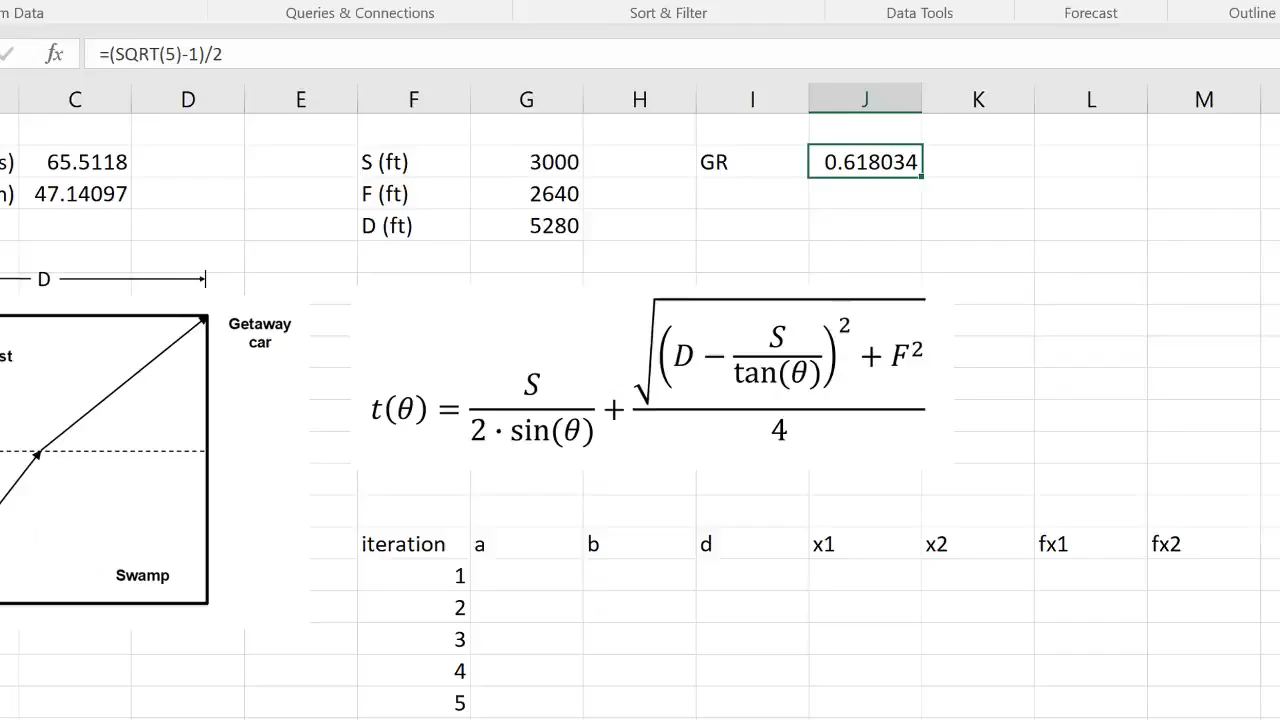 m Data Queries & Connections Sort & Filter Data Tools Forecast Outline
fx =(SQRT(5)-1)/2
C D E F G H I J K L M
s) 65.5118 S (ft) 3000 GR 0.618034
n) 47.14097 F (ft) 2640
D (ft) 5280
D
Getaway
car
st
t(θ) = S / (2 · sin(θ)) + √((D − S / tan(θ))² + F²) / 4
Swamp
iteration a b d x1 x2 fx1 fx2
1
2
3
4
5